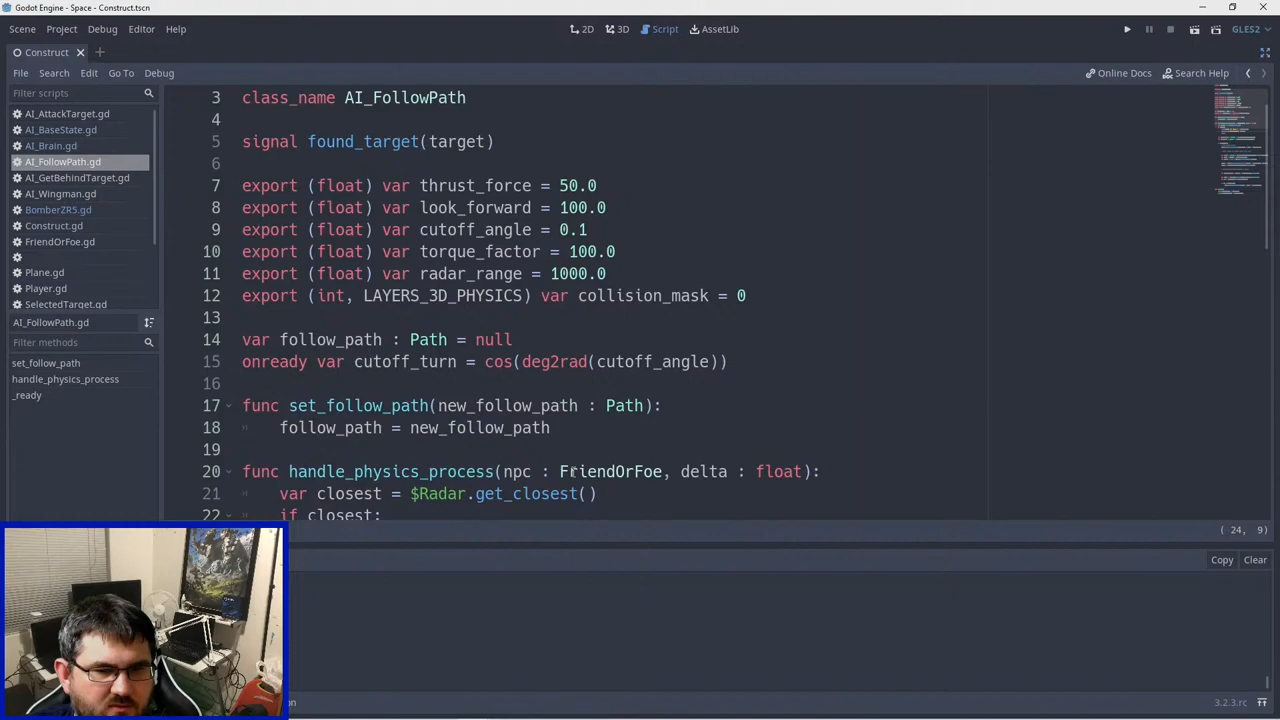 Godot Engine - Space - Construct.tscn
Scene Project Debug Editor Help
2D 3D Script AssetLib
GLES2
Construct
File Search Edit Go To Debug
Online Docs Search Help
Filter scripts
AI_AttackTarget.gd
AI_BaseState.gd
AI_Brain.gd
AI_FollowPath.gd
AI_GetBehindTarget.gd
AI_Wingman.gd
BomberZR5.gd
Construct.gd
FriendOrFoe.gd
Plane.gd
Player.gd
SelectedTarget.gd
AI_FollowPath.gd
Filter methods
set_follow_path
handle_physics_process
_ready
3 class_name AI_FollowPath
4
5 signal found_target(target)
6
7 export (float) var thrust_force = 50.0
8 export (float) var look_forward = 100.0
9 export (float) var cutoff_angle = 0.1
10 export (float) var torque_factor = 100.0
11 export (float) var radar_range = 1000.0
12 export (int, LAYERS_3D_PHYSICS) var collision_mask = 0
13
14 var follow_path : Path = null
15 onready var cutoff_turn = cos(deg2rad(cutoff_angle))
16
17 func set_follow_path(new_follow_path : Path):
18 follow_path = new_follow_path
19
20 func handle_physics_process(npc : FriendOrFoe, delta : float):
21 var closest = $Radar.get_closest()
22 if closest:
( 24, 9)
Copy Clear
on
3.2.3.rc